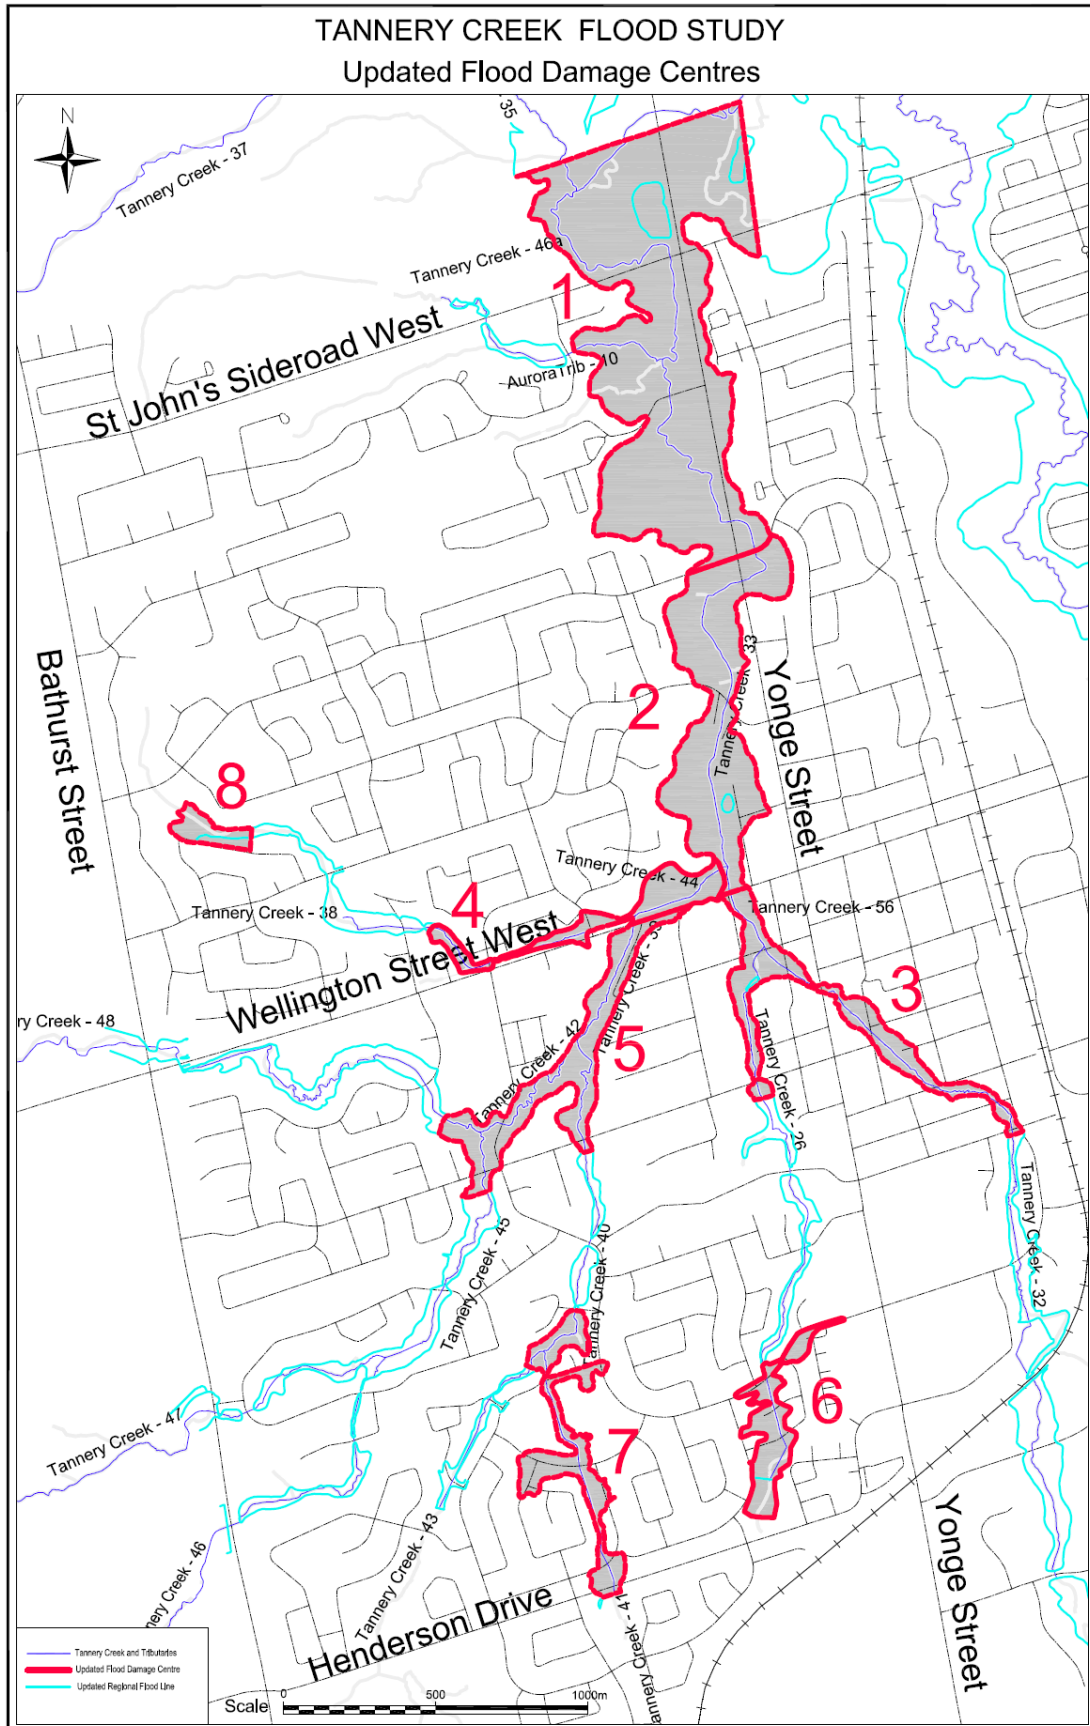 TANNERY CREEK FLOOD STUDY
Updated Flood Damage Centres
N
35
Tannery Creek - 37
Tannery Creek - 46a
1
St John's Sideroad West
AuroraTrib - 10
Tannery Creek - 33
2
Yonge Street
Bathurst Street
8
Tannery Creek - 44
4
Tannery Creek - 38
Tannery Creek - 56
Wellington Street West
3
ry Creek - 48
Tannery Creek - 42
5
Tannery Creek - 26
Tannery Creek - 32
Tannery Creek - 45
Tannery Creek - 40
6
Tannery Creek - 47
7
Tannery Creek - 43
Yonge Street
nery Creek - 46
Henderson Drive
Tannery Creek - 41
Tannery Creek and Tributaries
Updated Flood Damage Centre
Updated Regional Flood Line
Scale
0
500
1000m